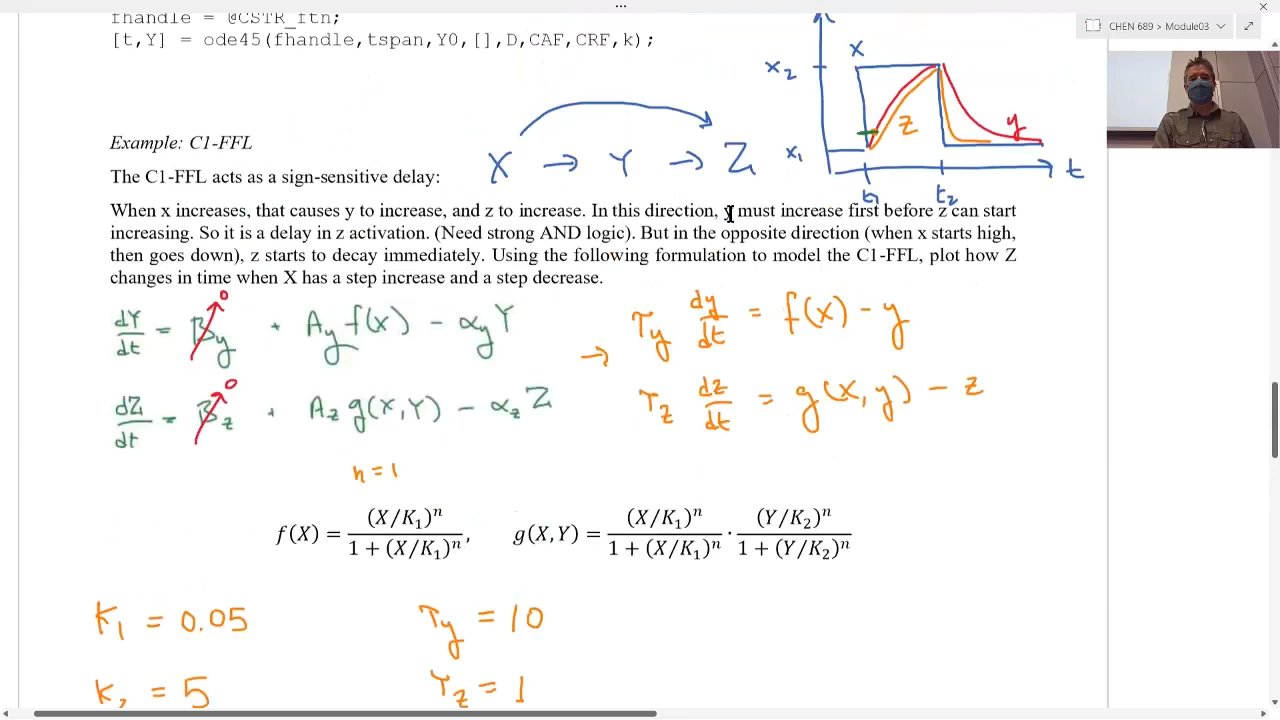 fhandle = @CSTR_ftn;
[t,Y] = ode45(fhandle,tspan,Y0,[],D,CAF,CRF,k);
CHEN 689 > Module03
X
x2
z
y
x1
t
t1
t2
Example: C1-FFL
X → Y → Z
The C1-FFL acts as a sign-sensitive delay:
When x increases, that causes y to increase, and z to increase. In this direction, y must increase first before z can start
increasing. So it is a delay in z activation. (Need strong AND logic). But in the opposite direction (when x starts high,
then goes down), z starts to decay immediately. Using the following formulation to model the C1-FFL, plot how Z
changes in time when X has a step increase and a step decrease.
dY/dt = βy + Ay f(X) − αy Y
0
→ τy dy/dt = f(x) − y
dZ/dt = βz + Az g(X,Y) − αz Z
0
τz dz/dt = g(x,y) − z
n = 1
f(X) = (X/K1)^n / 1 + (X/K1)^n, g(X,Y) = (X/K1)^n / 1 + (X/K1)^n · (Y/K2)^n / 1 + (Y/K2)^n
K1 = 0.05 τy = 10
K2 = 5 τz = 1